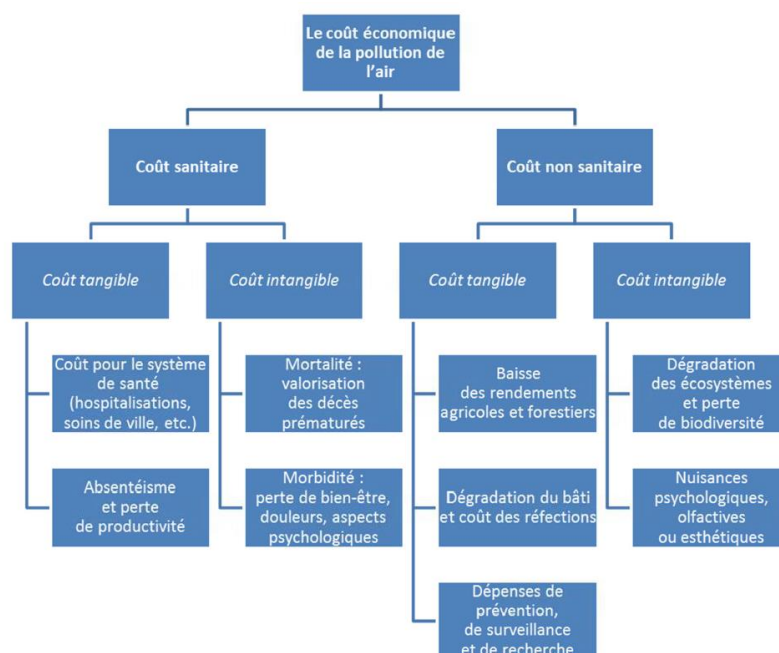 Le coût économique
de la pollution de
l’air
Coût sanitaire
Coût non sanitaire
Coût tangible
Coût intangible
Coût tangible
Coût intangible
Coût pour le système
de santé
(hospitalisations,
soins de ville, etc.)
Absentéisme
et perte
de productivité
Mortalité :
valorisation
des décès
prématurés
Morbidité :
perte de bien-être,
douleurs, aspects
psychologiques
Baisse
des rendements
agricoles et forestiers
Dégradation du bâti
et coût des réfections
Dépenses de
prévention,
de surveillance
et de recherche
Dégradation
des écosystèmes
et perte
de biodiversité
Nuisances
psychologiques,
olfactives
ou esthétiques